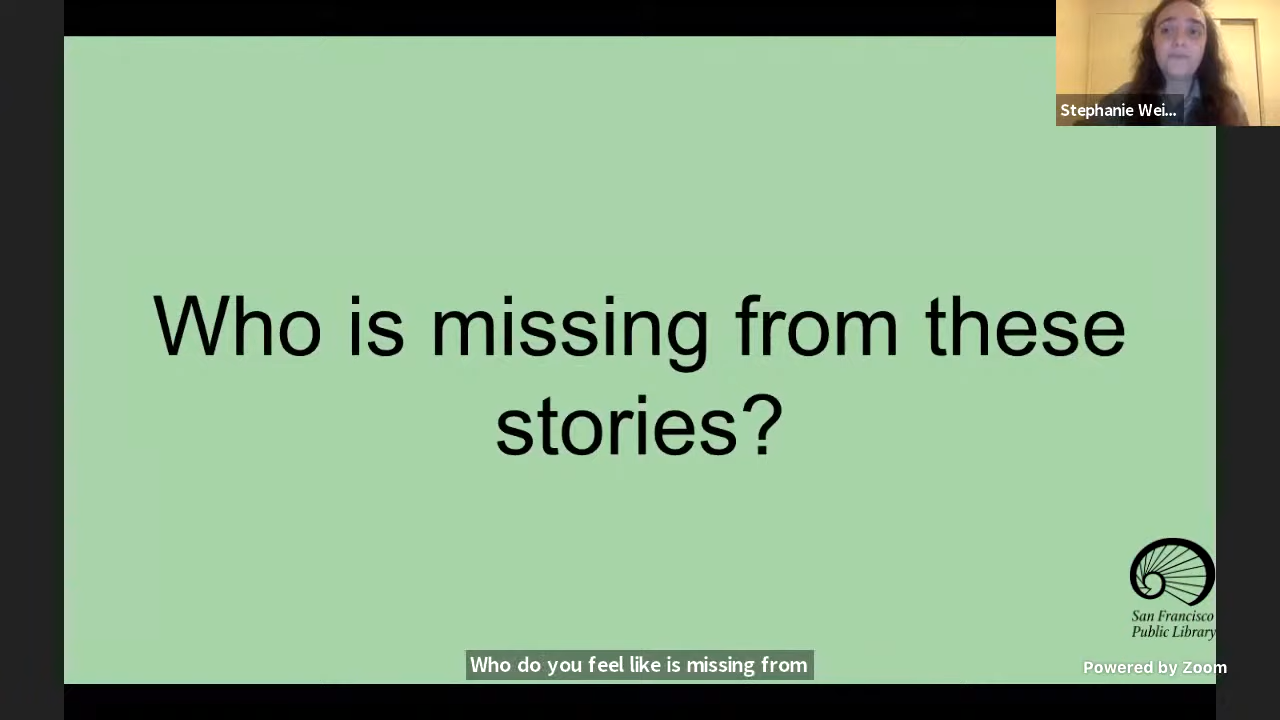 Stephanie Wei...
Who is missing from these
stories?
San Francisco
Public Library
Who do you feel like is missing from
Powered by Zoom